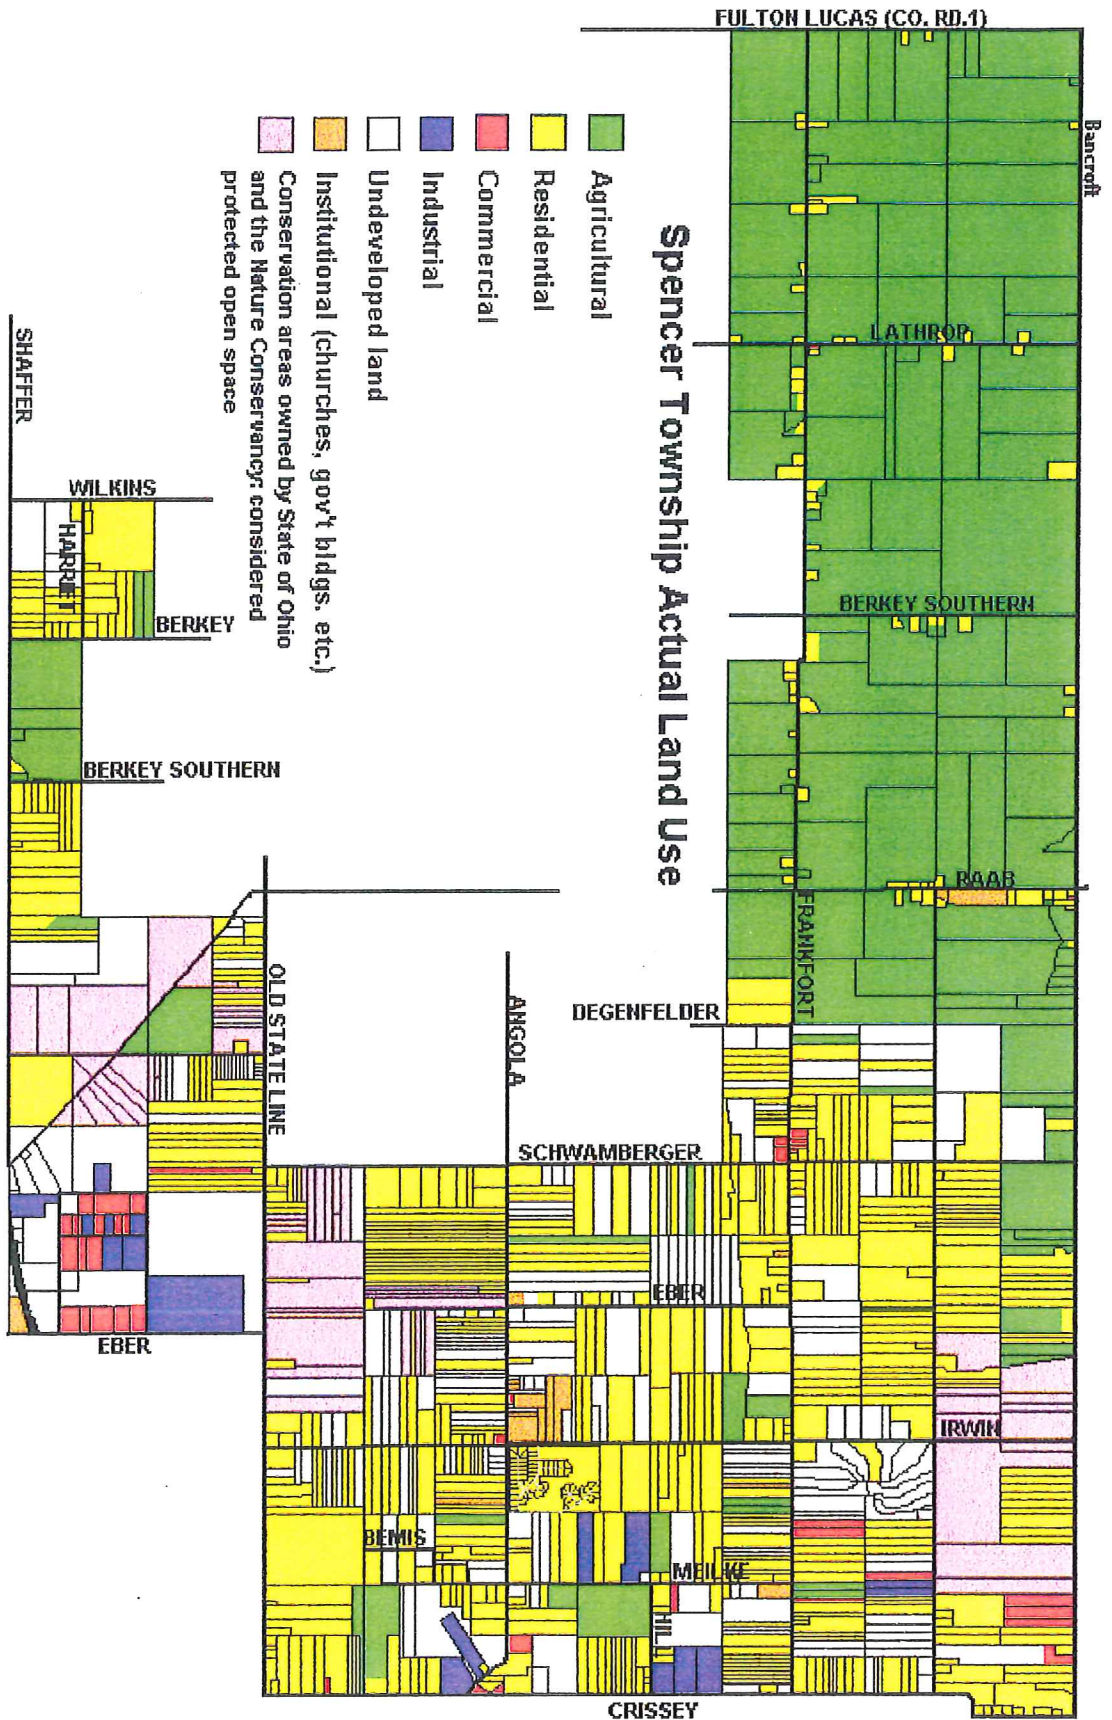 FULTON LUCAS (CO. RD.1)
Bancroft
Spencer Township Actual Land Use
Agricultural
Residential
Commercial
Industrial
Undeveloped land
Institutional (churches, gov't bldgs. etc.)
Conservation areas owned by State of Ohio
and the Nature Conservancy: considered
protected open space
LATHROP
SHAFFER
WILKINS
HARRIET
BERKEY
BERKEY SOUTHERN
BERKEY SOUTHERN
RAAB
FRANKFORT
OLD STATE LINE
ANGOLA
DEGENFELDER
SCHWAMBERGER
EBER
EBER
IRWIN
BEMIS
MEILKE
HILL
CRISSEY